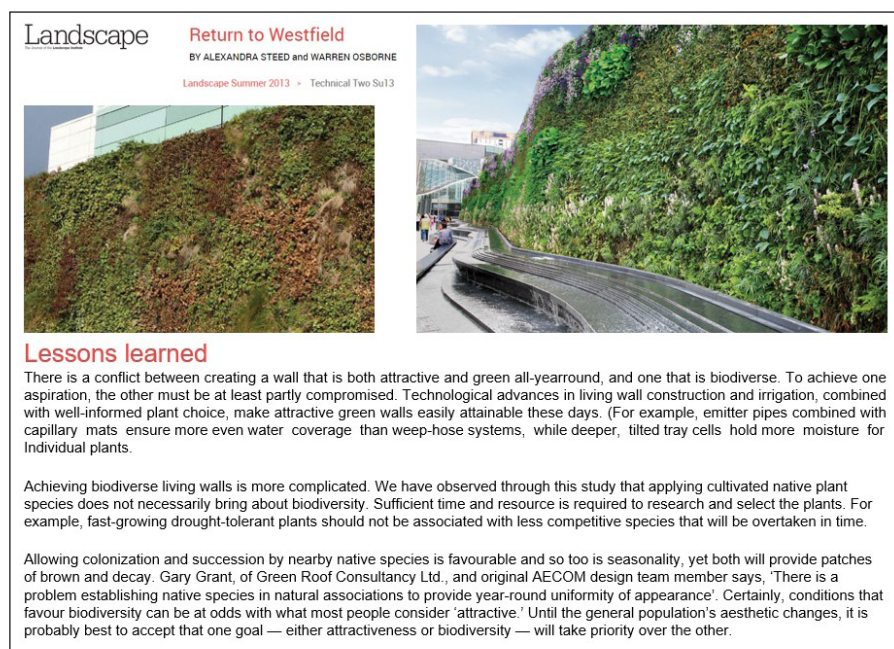 Landscape
The Journal of the Landscape Institute
Return to Westfield
BY ALEXANDRA STEED and WARREN OSBORNE
Landscape Summer 2013 • Technical Two Su13
Lessons learned
There is a conflict between creating a wall that is both attractive and green all-yearround, and one that is biodiverse. To achieve one
aspiration, the other must be at least partly compromised. Technological advances in living wall construction and irrigation, combined
with well-informed plant choice, make attractive green walls easily attainable these days. (For example, emitter pipes combined with
capillary mats ensure more even water coverage than weep-hose systems, while deeper, tilted tray cells hold more moisture for
Individual plants.
Achieving biodiverse living walls is more complicated. We have observed through this study that applying cultivated native plant
species does not necessarily bring about biodiversity. Sufficient time and resource is required to research and select the plants. For
example, fast-growing drought-tolerant plants should not be associated with less competitive species that will be overtaken in time.
Allowing colonization and succession by nearby native species is favourable and so too is seasonality, yet both will provide patches
of brown and decay. Gary Grant, of Green Roof Consultancy Ltd., and original AECOM design team member says, ‘There is a
problem establishing native species in natural associations to provide year-round uniformity of appearance’. Certainly, conditions that
favour biodiversity can be at odds with what most people consider ‘attractive.’ Until the general population’s aesthetic changes, it is
probably best to accept that one goal — either attractiveness or biodiversity — will take priority over the other.